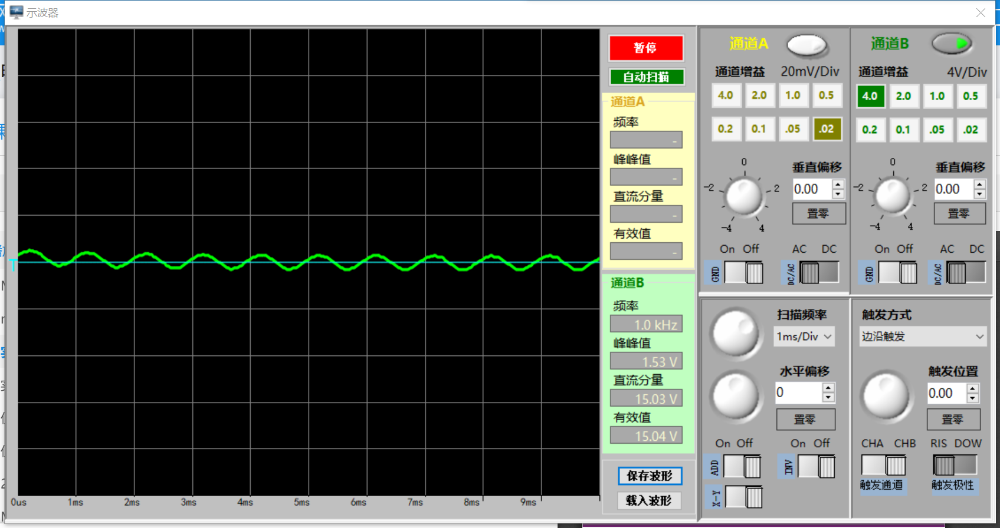 示波器
T
0us 1ms 2ms 3ms 4ms 5ms 6ms 7ms 8ms 9ms
暂停
自动扫描
通道A
频率
-
峰峰值
-
直流分量
-
有效值
-
通道B
频率
1.0 kHz
峰峰值
1.53 V
直流分量
15.03 V
有效值
15.04 V
保存波形
载入波形
通道A
通道增益 20mV/Div
4.0 2.0 1.0 0.5
0.2 0.1 .05 .02
0
-2 2
-4 4
垂直偏移
0.00
置零
On Off
GND
AC DC
DC/AC
通道B
通道增益 4V/Div
4.0 2.0 1.0 0.5
0.2 0.1 .05 .02
0
-2 2
-4 4
垂直偏移
0.00
置零
On Off
GND
AC DC
DC/AC
扫描频率
1ms/Div
水平偏移
0
置零
On Off
ADD
On Off
INV
X-Y
触发方式
边沿触发
触发位置
0.00
置零
CHA CHB
触发通道
RIS DOW
触发极性